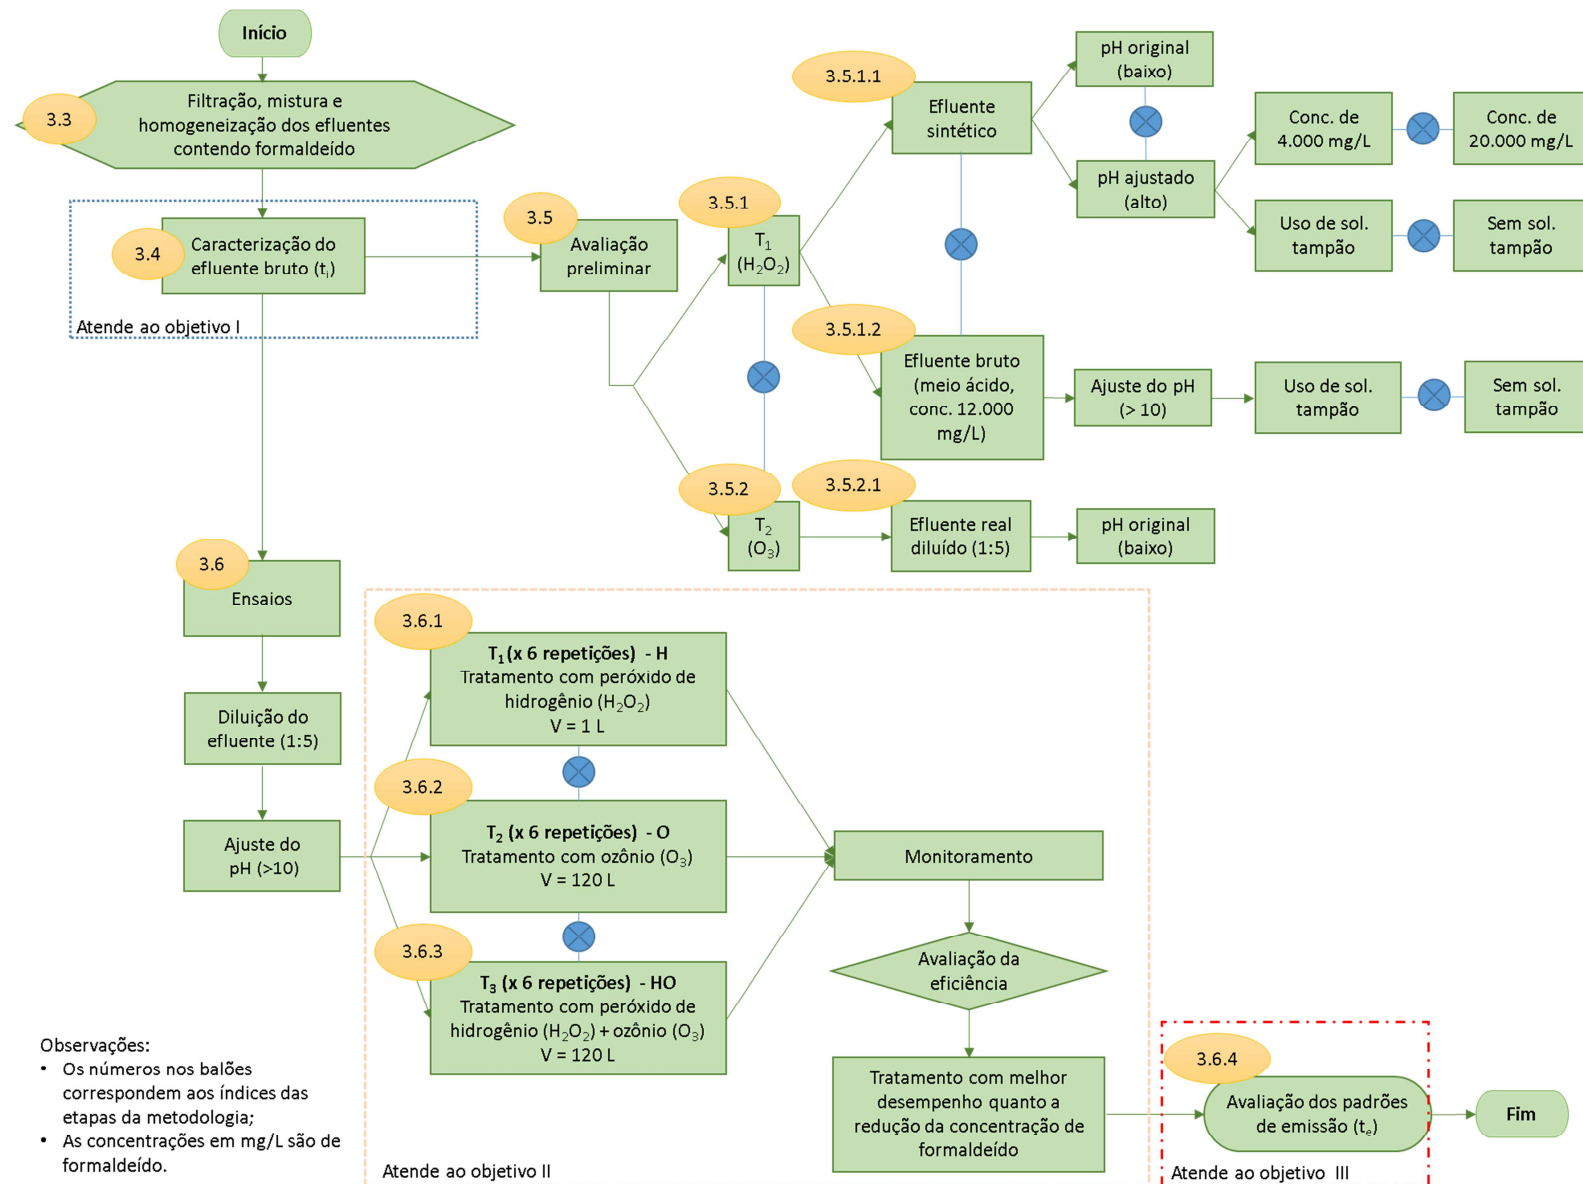 Início
3.3
Filtração, mistura e
homogeneização dos efluentes
contendo formaldeído
3.4
Caracterização do
efluente bruto (tᵢ)
Atende ao objetivo I
3.5
Avaliação
preliminar
3.5.1
T₁
(H₂O₂)
3.5.1.1
Efluente
sintético
pH original
(baixo)
pH ajustado
(alto)
Conc. de
4.000 mg/L
Conc. de
20.000 mg/L
Uso de sol.
tampão
Sem sol.
tampão
3.5.1.2
Efluente bruto
(meio ácido,
conc. 12.000
mg/L)
Ajuste do pH
(> 10)
Uso de sol.
tampão
Sem sol.
tampão
3.5.2
T₂
(O₃)
3.5.2.1
Efluente real
diluído (1:5)
pH original
(baixo)
3.6
Ensaios
Diluição do
efluente (1:5)
Ajuste do
pH (>10)
3.6.1
T₁ (x 6 repetições) - H
Tratamento com peróxido de
hidrogênio (H₂O₂)
V = 1 L
3.6.2
T₂ (x 6 repetições) - O
Tratamento com ozônio (O₃)
V = 120 L
3.6.3
T₃ (x 6 repetições) - HO
Tratamento com peróxido de
hidrogênio (H₂O₂) + ozônio (O₃)
V = 120 L
Monitoramento
Avaliação da
eficiência
Tratamento com melhor
desempenho quanto a
redução da concentração de
formaldeído
Atende ao objetivo II
3.6.4
Avaliação dos padrões
de emissão (tₑ)
Atende ao objetivo III
Fim
Observações:
• Os números nos balões
correspondem aos índices das
etapas da metodologia;
• As concentrações em mg/L são de
formaldeído.